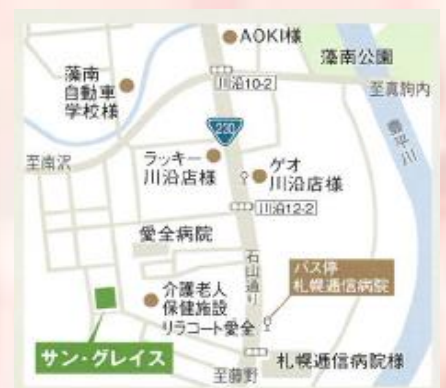 AOKI様
藻南公園
藻南
自動車
学校様
川沿10-2
至真駒内
豊平川
230
至南沢
ラッキー
川沿店様
ゲオ
川沿店様
川沿12-2
愛全病院
石山通り
バス停
札幌逓信病院
介護老人
保健施設
リラコート愛全
サン・グレイス
札幌逓信病院様
至藤野